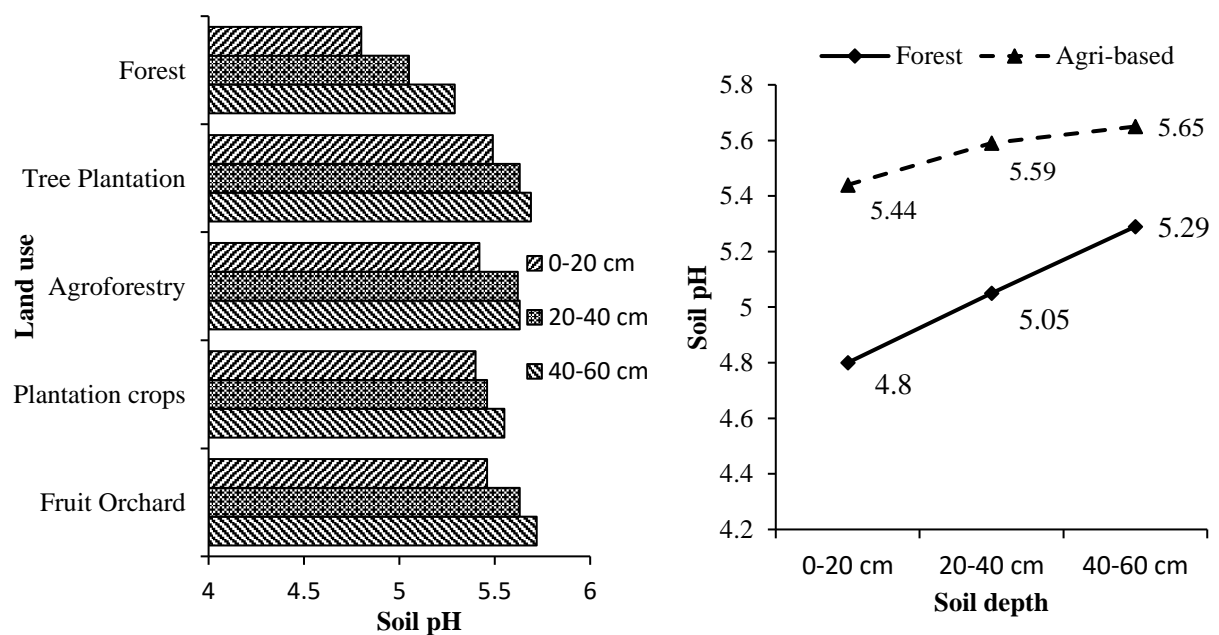 Land use
Forest
Tree Plantation
Agroforestry
Plantation crops
Fruit Orchard
0-20 cm
20-40 cm
40-60 cm
4 4.5 5 5.5 6
Soil pH
Forest Agri-based
Soil pH
5.8
5.6
5.4
5.2
5
4.8
4.6
4.4
4.2
5.44
5.59
5.65
4.8
5.05
5.29
0-20 cm 20-40 cm 40-60 cm
Soil depth